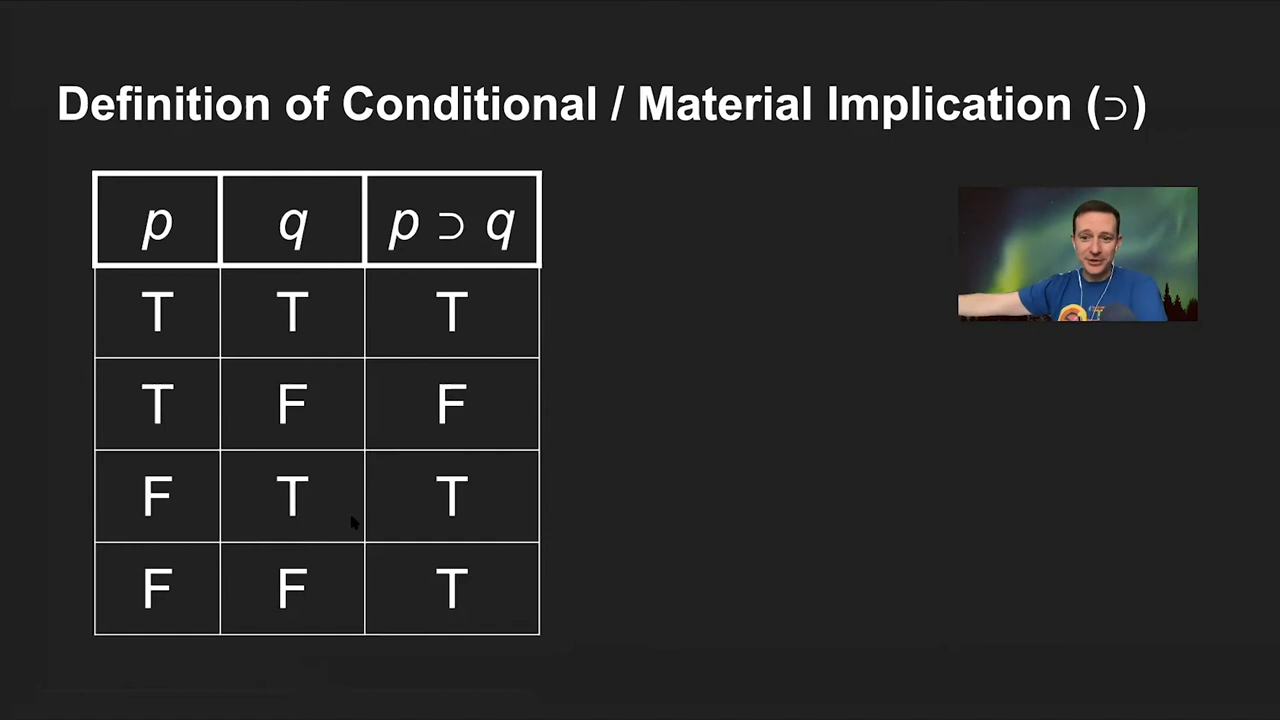 Definition of Conditional / Material Implication (⊃)
p q p ⊃ q
T T T
T F F
F T T
F F T